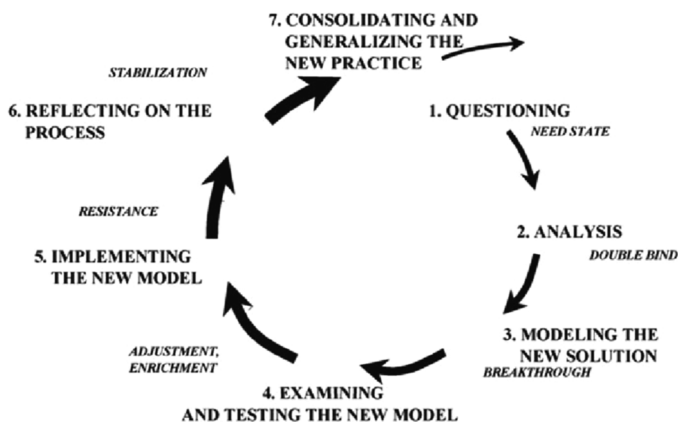 7. CONSOLIDATING AND
GENERALIZING THE
NEW PRACTICE
STABILIZATION
6. REFLECTING ON THE
PROCESS
1. QUESTIONING
NEED STATE
RESISTANCE
2. ANALYSIS
DOUBLE BIND
5. IMPLEMENTING
THE NEW MODEL
3. MODELING THE
NEW SOLUTION
BREAKTHROUGH
ADJUSTMENT,
ENRICHMENT
4. EXAMINING
AND TESTING THE NEW MODEL